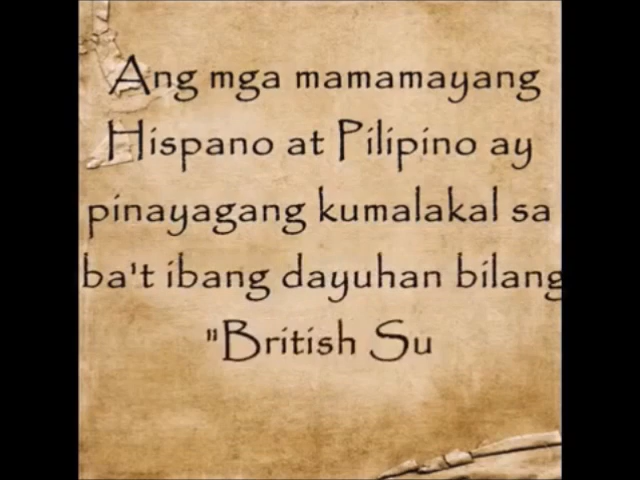 Ang mga mamamayang
Hispano at Pilipino ay
pinayagang kumalakal sa
ba't ibang dayuhan bilang
"British Su